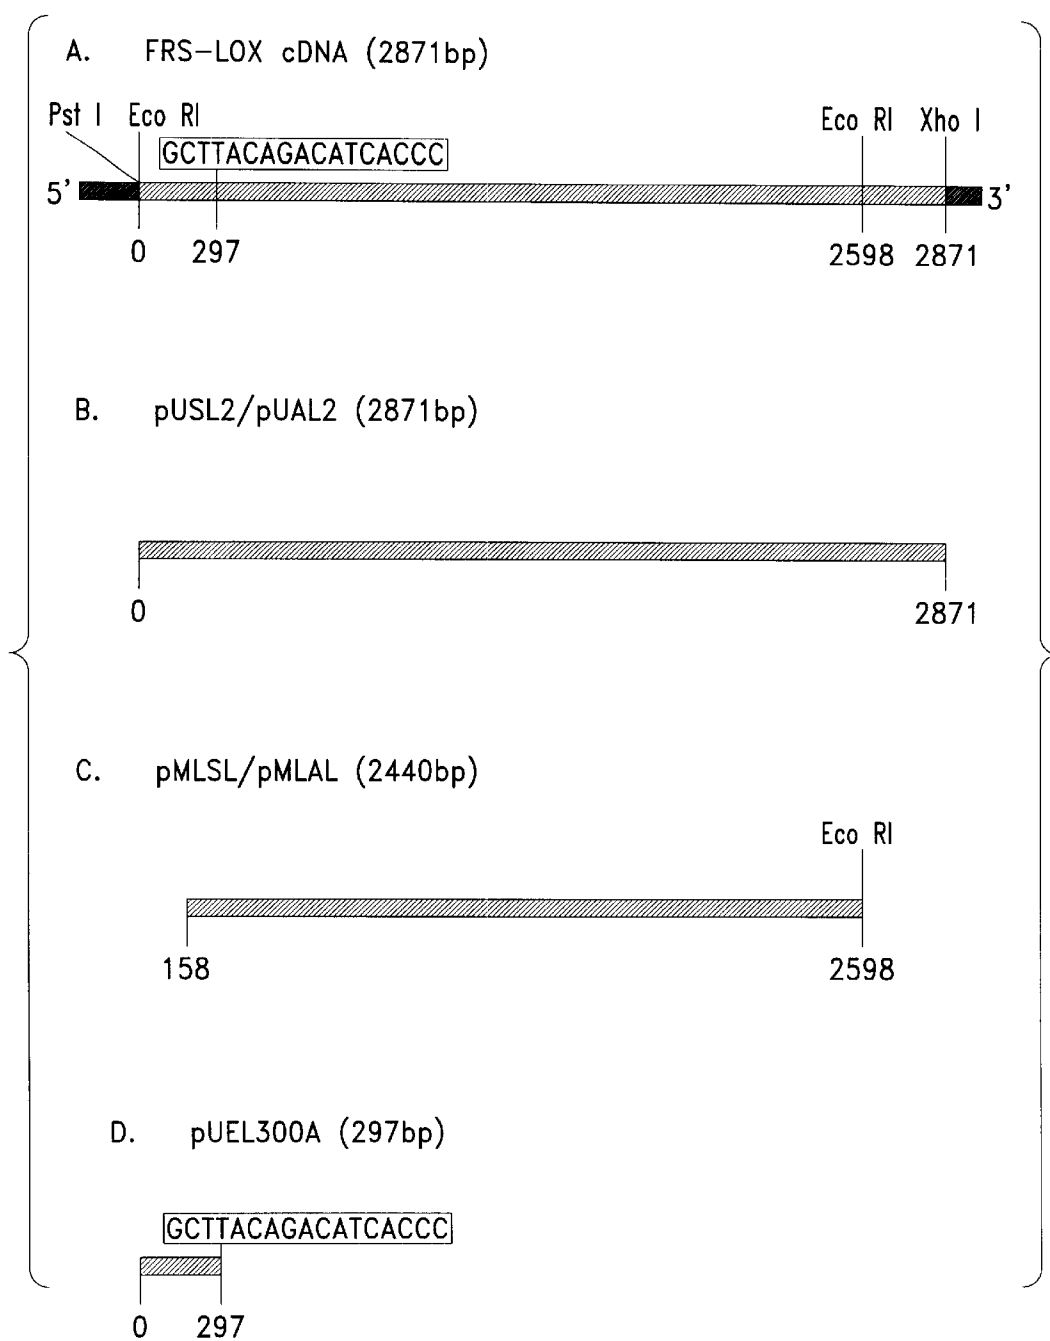 A. FRS-LOX cDNA (2871bp)
Pst I Eco RI Eco RI Xho I
GCTTACAGACATCACCC
5' 3'
0 297 2598 2871
B. pUSL2/pUAL2 (2871bp)
0 2871
C. pMLSL/pMLAL (2440bp)
Eco RI
158 2598
D. pUEL300A (297bp)
GCTTACAGACATCACCC
0 297